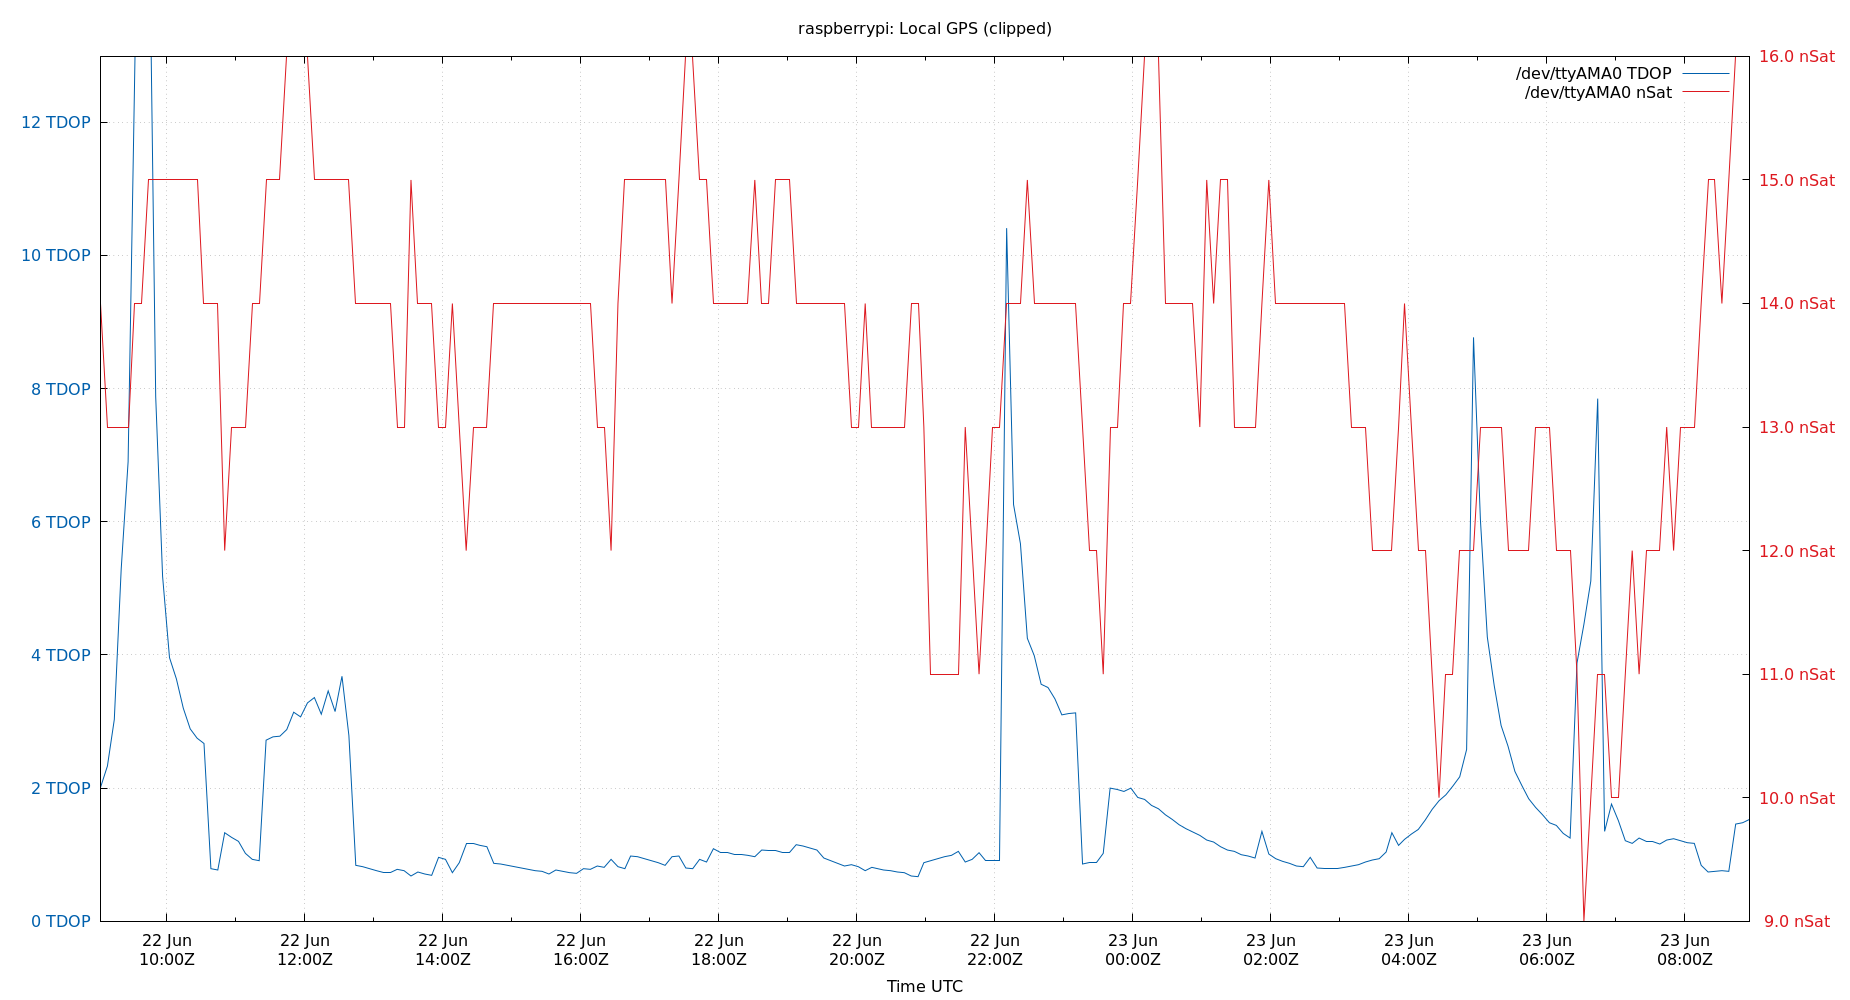 raspberrypi: Local GPS (clipped)
/dev/ttyAMA0 TDOP
/dev/ttyAMA0 nSat
12 TDOP
10 TDOP
8 TDOP
6 TDOP
4 TDOP
2 TDOP
0 TDOP
16.0 nSat
15.0 nSat
14.0 nSat
13.0 nSat
12.0 nSat
11.0 nSat
10.0 nSat
9.0 nSat
22 Jun
10:00Z
22 Jun
12:00Z
22 Jun
14:00Z
22 Jun
16:00Z
22 Jun
18:00Z
22 Jun
20:00Z
22 Jun
22:00Z
23 Jun
00:00Z
23 Jun
02:00Z
23 Jun
04:00Z
23 Jun
06:00Z
23 Jun
08:00Z
Time UTC